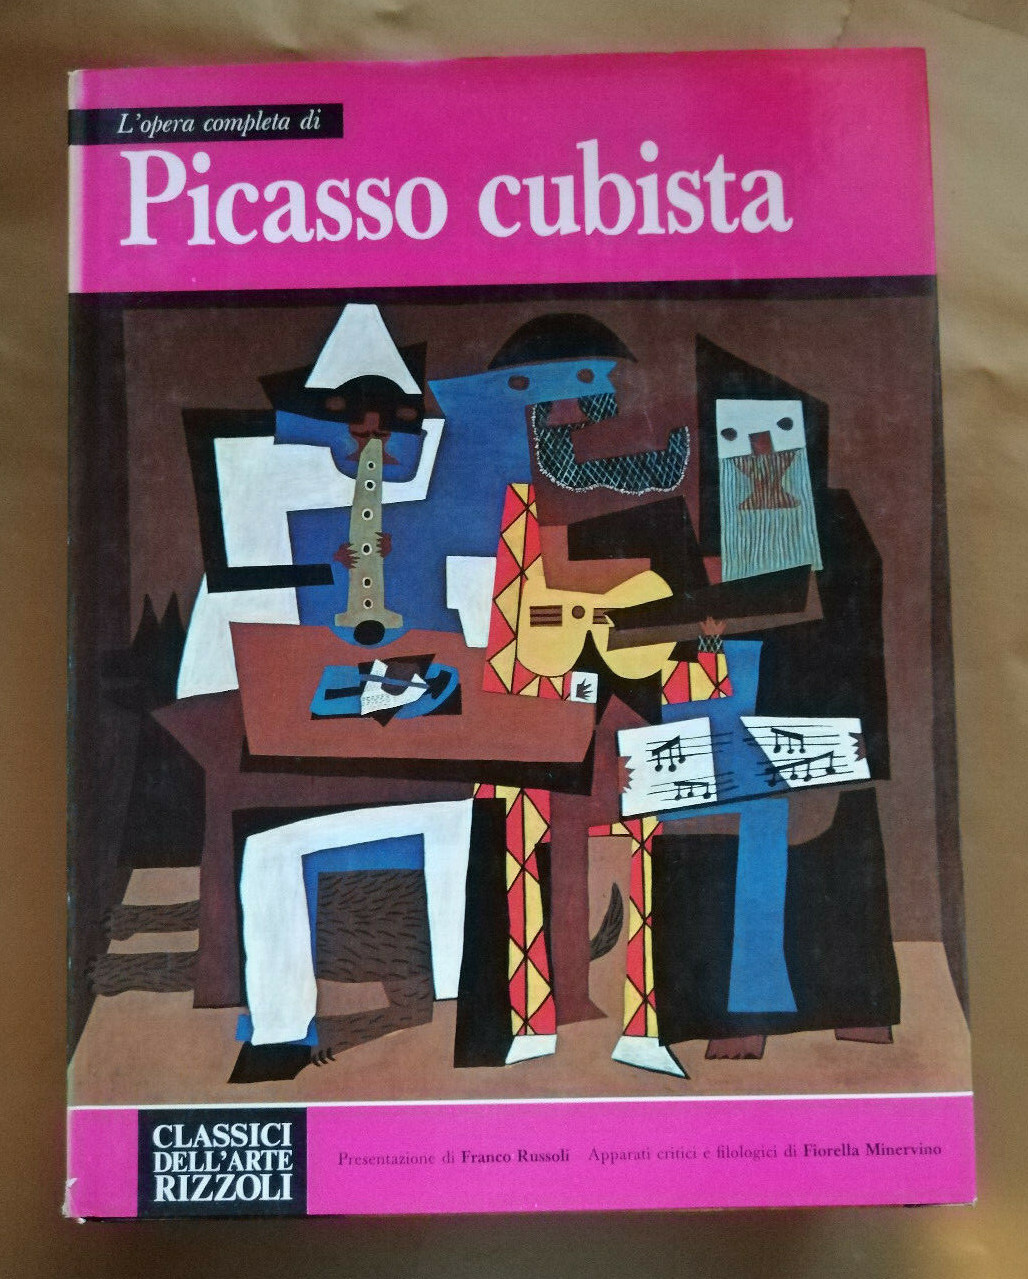 L'opera completa di
Picasso cubista
CLASSICI
DELL'ARTE
RIZZOLI
Presentazione di Franco Russoli Apparati critici e filologici di Fiorella Minervino